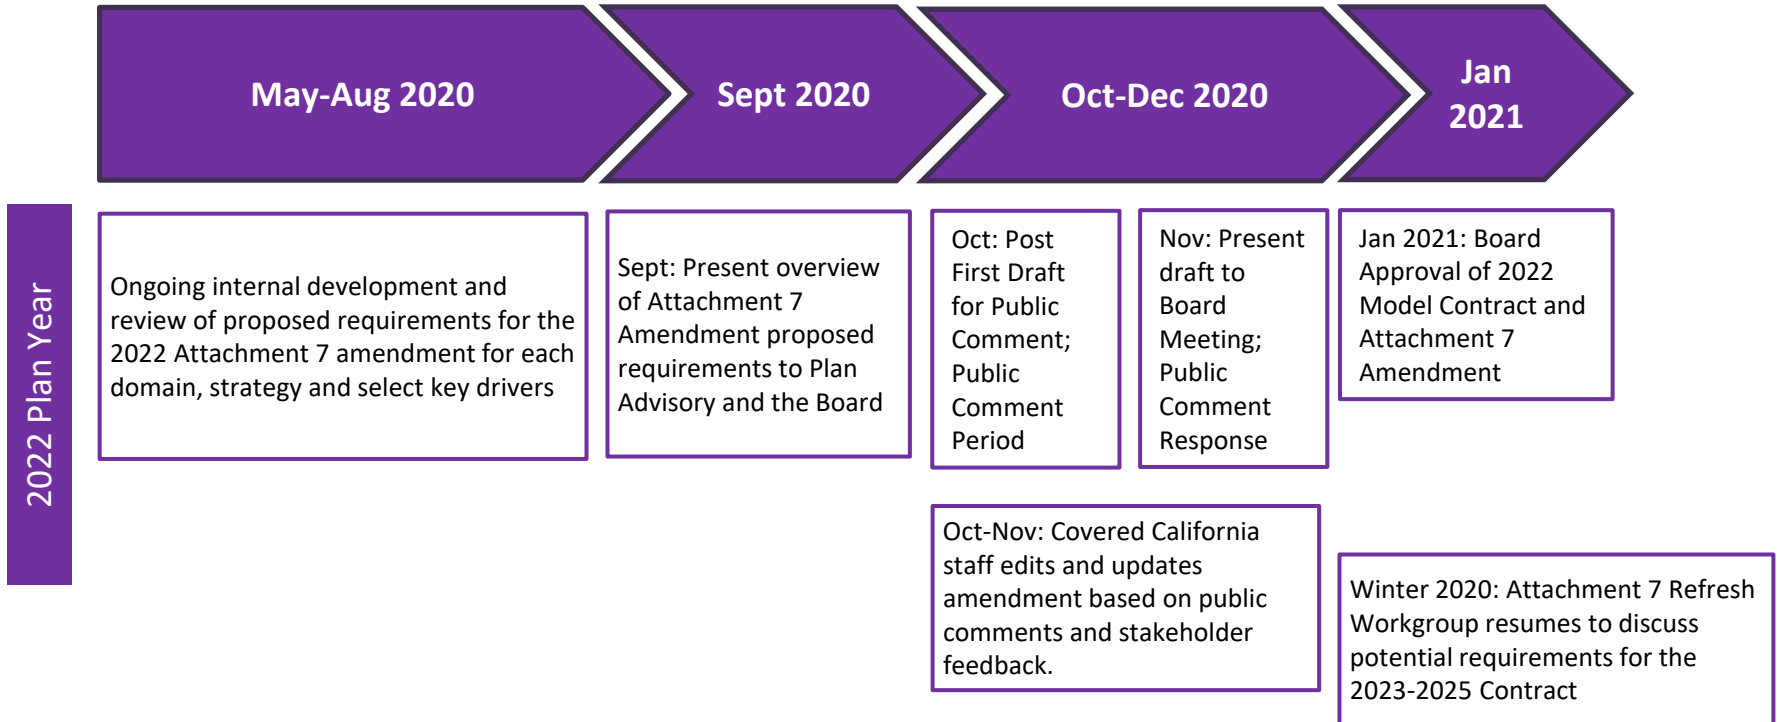 May-Aug 2020
Sept 2020
Oct-Dec 2020
Jan
2021
2022 Plan Year
Ongoing internal development and
review of proposed requirements for the
2022 Attachment 7 amendment for each
domain, strategy and select key drivers
Sept: Present overview
of Attachment 7
Amendment proposed
requirements to Plan
Advisory and the Board
Oct: Post
First Draft
for Public
Comment;
Public
Comment
Period
Nov: Present
draft to
Board
Meeting;
Public
Comment
Response
Jan 2021: Board
Approval of 2022
Model Contract and
Attachment 7
Amendment
Oct-Nov: Covered California
staff edits and updates
amendment based on public
comments and stakeholder
feedback.
Winter 2020: Attachment 7 Refresh
Workgroup resumes to discuss
potential requirements for the
2023-2025 Contract